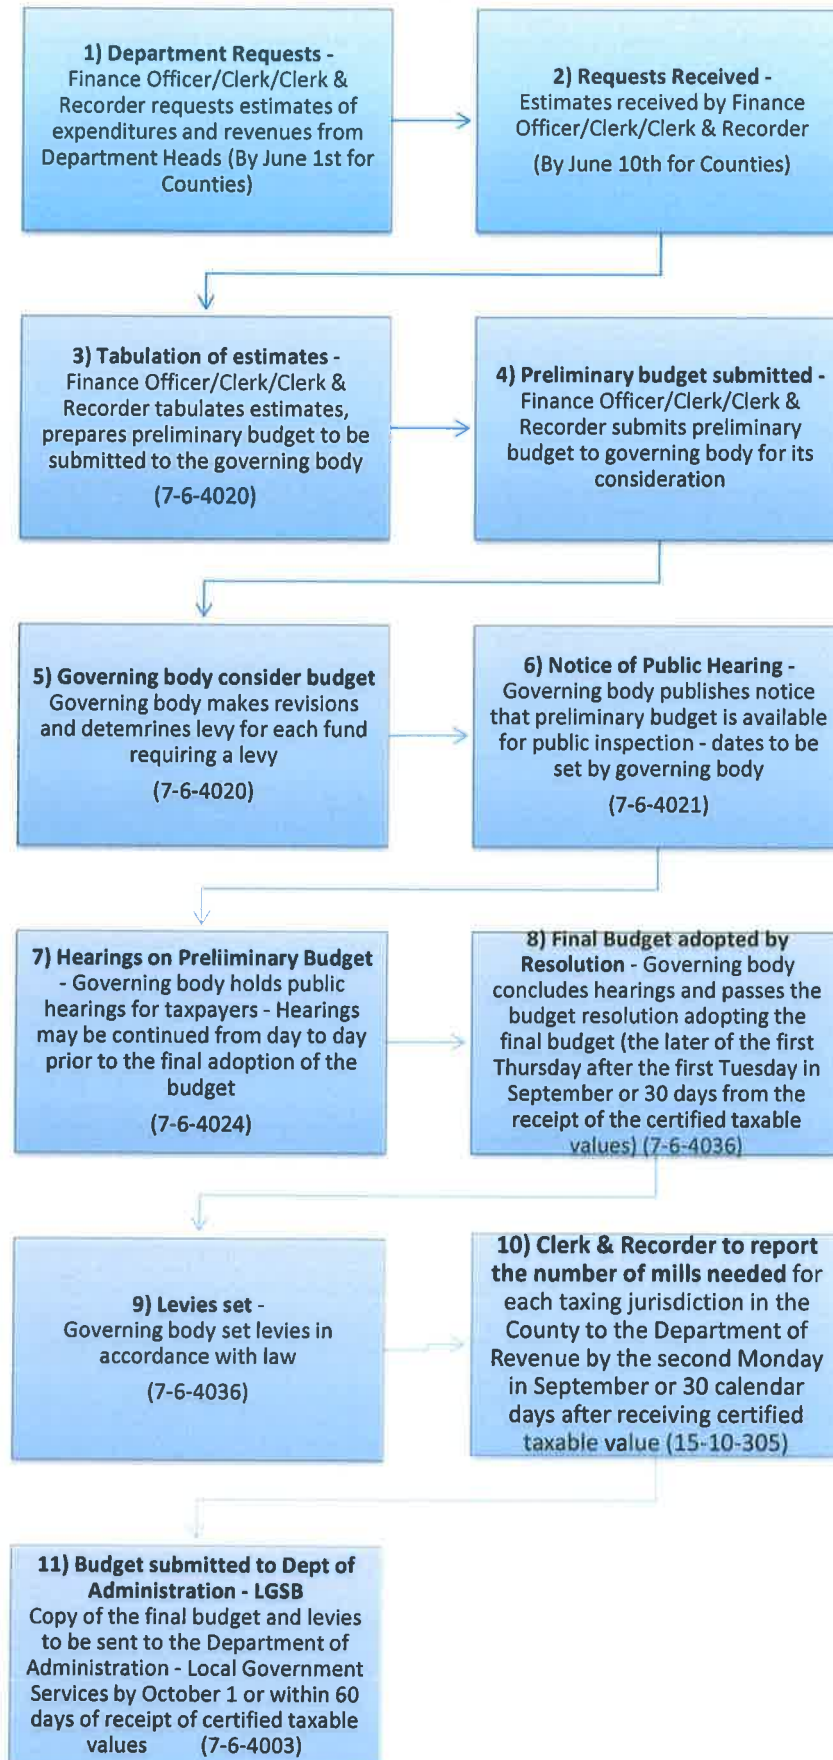 1) Department Requests -
Finance Officer/Clerk/Clerk &
Recorder requests estimates of
expenditures and revenues from
Department Heads (By June 1st for
Counties)
2) Requests Received -
Estimates received by Finance
Officer/Clerk/Clerk & Recorder
(By June 10th for Counties)
3) Tabulation of estimates -
Finance Officer/Clerk/Clerk &
Recorder tabulates estimates,
prepares preliminary budget to be
submitted to the governing body
(7-6-4020)
4) Preliminary budget submitted -
Finance Officer/Clerk/Clerk &
Recorder submits preliminary
budget to governing body for its
consideration
5) Governing body consider budget
Governing body makes revisions
and detemrines levy for each fund
requiring a levy
(7-6-4020)
6) Notice of Public Hearing -
Governing body publishes notice
that preliminary budget is available
for public inspection - dates to be
set by governing body
(7-6-4021)
7) Hearings on Preliiminary Budget
- Governing body holds public
hearings for taxpayers - Hearings
may be continued from day to day
prior to the final adoption of the
budget
(7-6-4024)
8) Final Budget adopted by
Resolution - Governing body
concludes hearings and passes the
budget resolution adopting the
final budget (the later of the first
Thursday after the first Tuesday in
September or 30 days from the
receipt of the certified taxable
values) (7-6-4036)
9) Levies set -
Governing body set levies in
accordance with law
(7-6-4036)
10) Clerk & Recorder to report
the number of mills needed for
each taxing jurisdiction in the
County to the Department of
Revenue by the second Monday
in September or 30 calendar
days after receiving certified
taxable value (15-10-305)
11) Budget submitted to Dept of
Administration - LGSB
Copy of the final budget and levies
to be sent to the Department of
Administration - Local Government
Services by October 1 or within 60
days of receipt of certified taxable
values (7-6-4003)